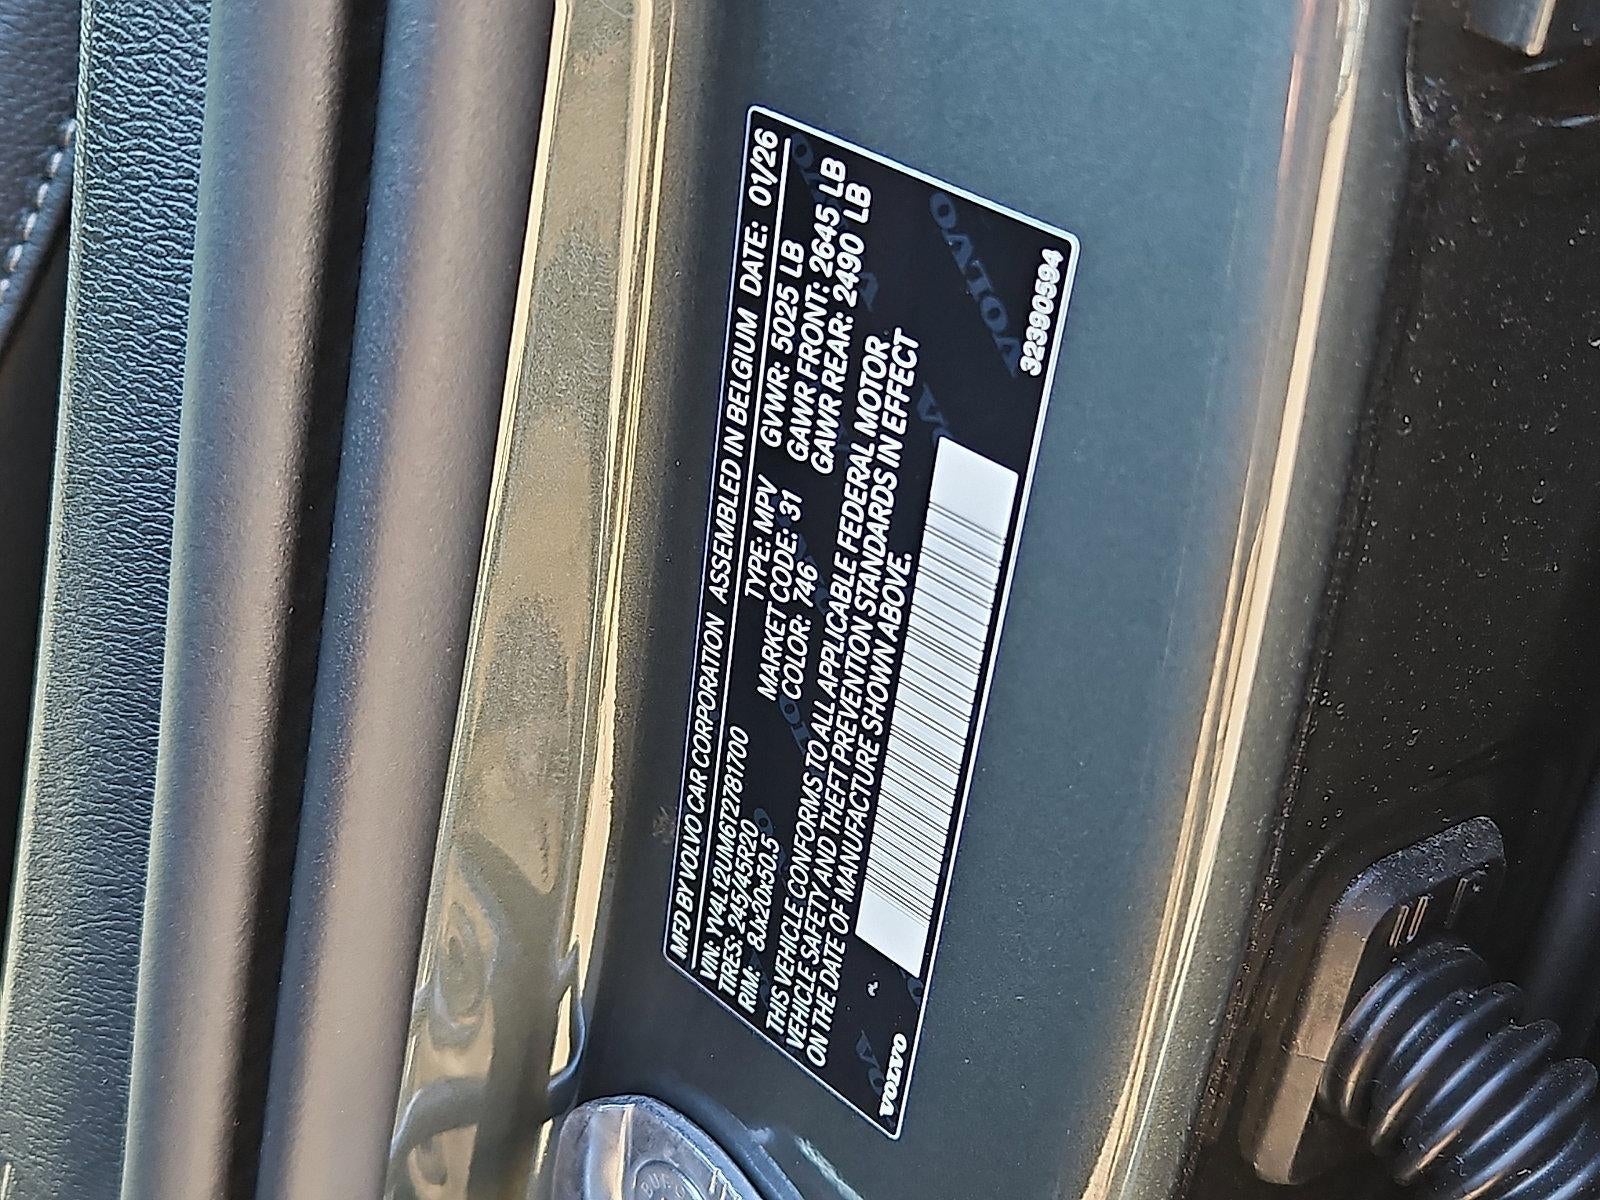 MFD BY VOLVO CAR CORPORATION ASSEMBLED IN BELGIUM DATE: 01/26
VIN: YV4L12UM6T2781700 TYPE: MPV GVWR: 5025 LB
TIRES: 245/45R20 MARKET CODE: 31 GAWR FRONT: 2645 LB
RIM: 8Jx20x50.5 COLOR: 746 GAWR REAR: 2490 LB
THIS VEHICLE CONFORMS TO ALL APPLICABLE FEDERAL MOTOR
VEHICLE SAFETY AND THEFT PREVENTION STANDARDS IN EFFECT
ON THE DATE OF MANUFACTURE SHOWN ABOVE.
VOLVO 32390594
VOLVO